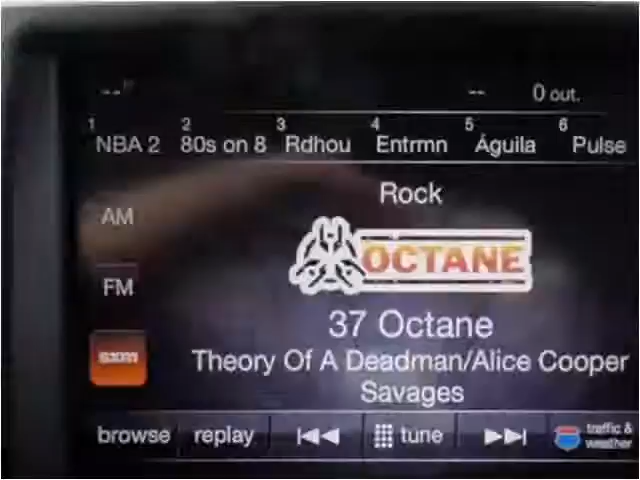 -- 0 out.
1 2 3 4 5 6
NBA 2 80s on 8 Rdhou Entrmn Águila Pulse
Rock
AM
OCTANE
FM
37 Octane
sxm
Theory Of A Deadman/Alice Cooper
Savages
browse replay tune traffic & weather